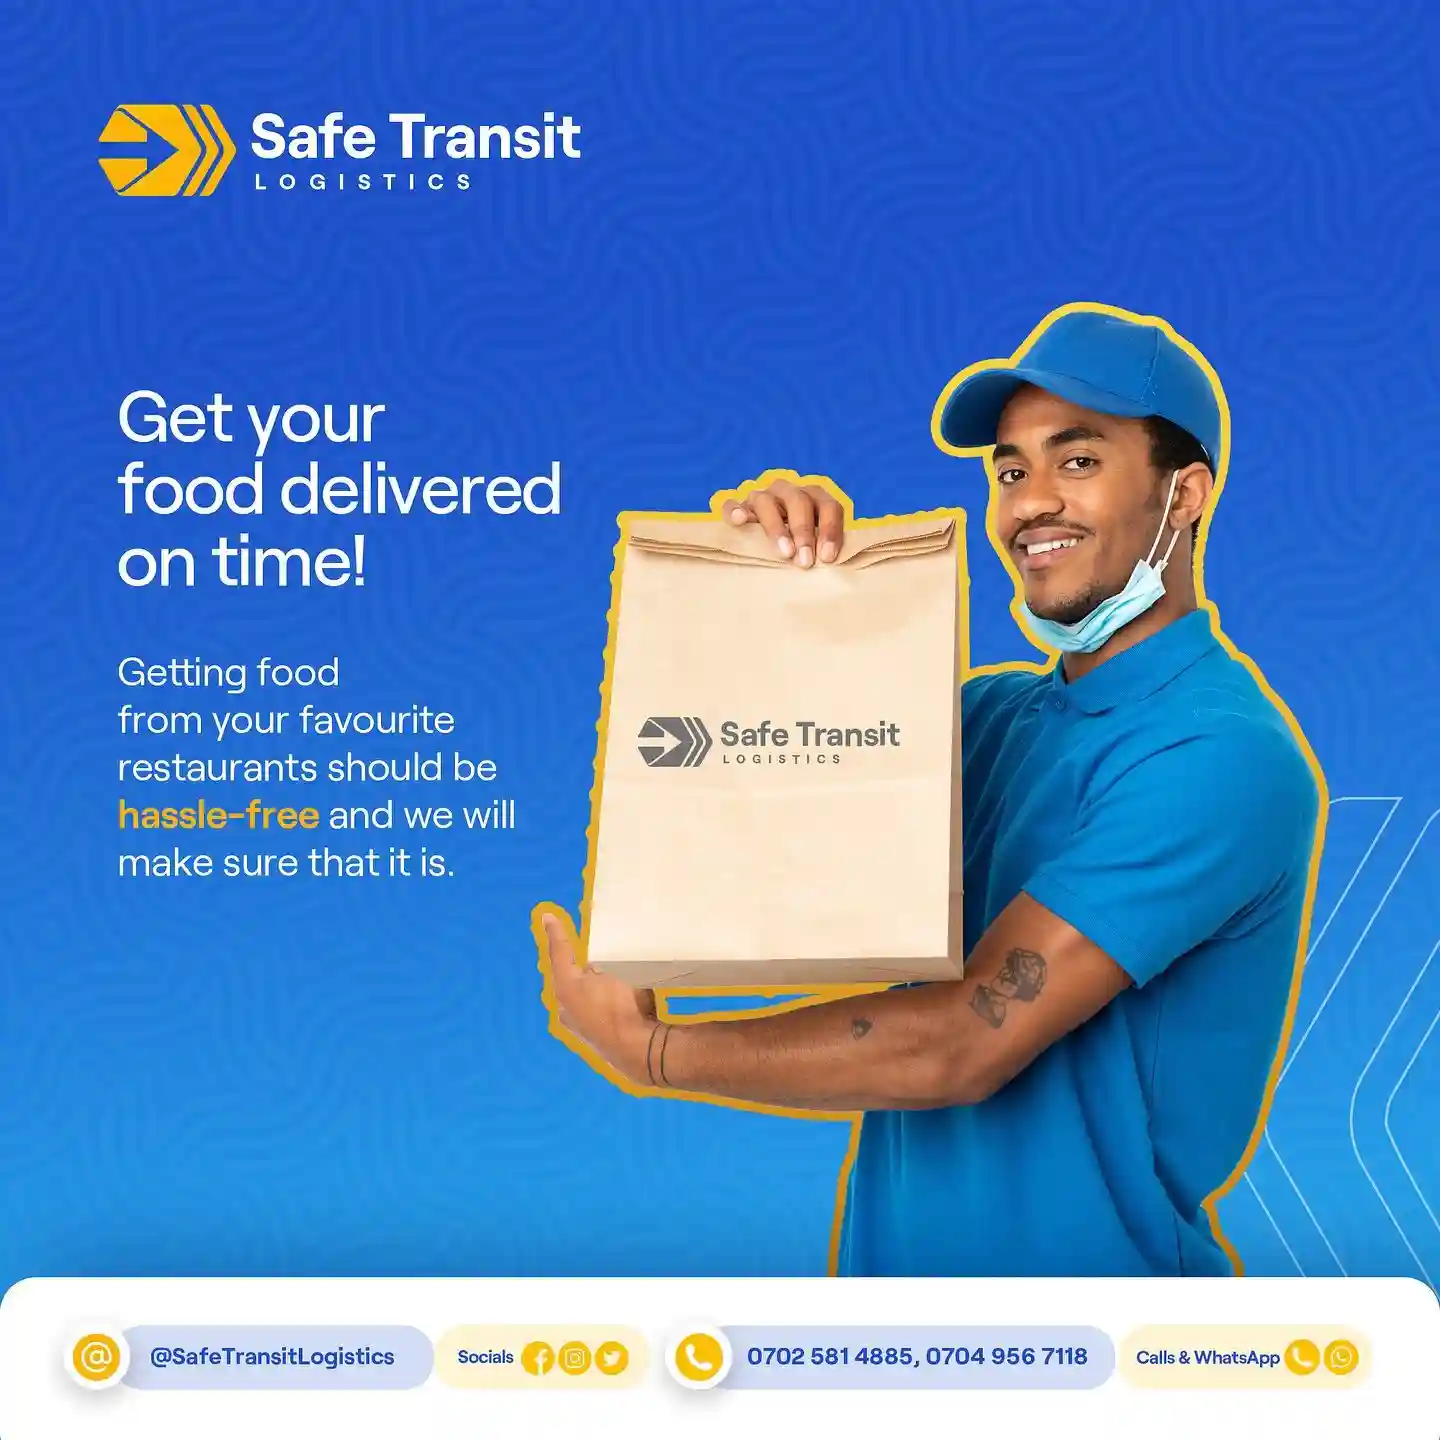 Safe Transit
LOGISTICS
Get your
food delivered
on time!
Getting food
from your favourite
restaurants should be
hassle-free and we will
make sure that it is.
Safe Transit
LOGISTICS
@SafeTransitLogistics
Socials
0702 581 4885, 0704 956 7118
Calls & WhatsApp